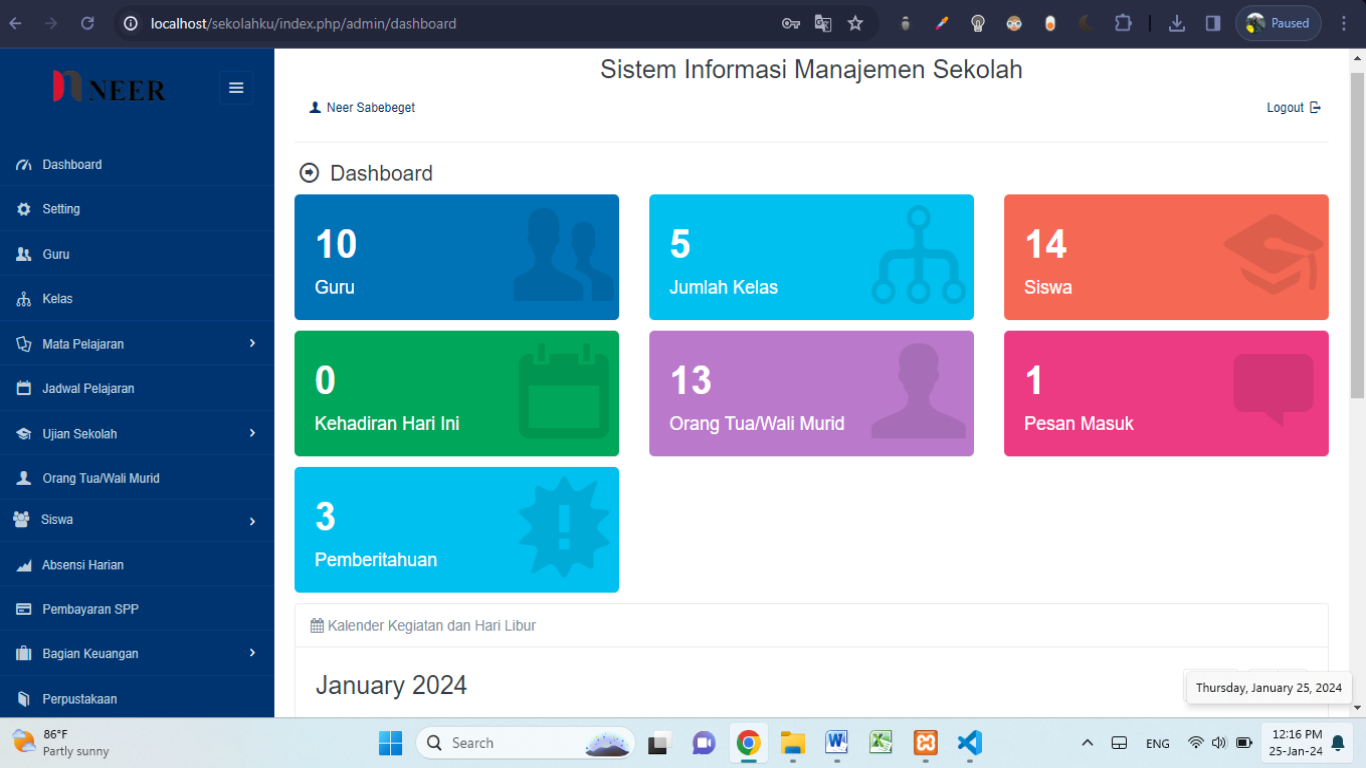 localhost/sekolahku/index.php/admin/dashboard
Paused
NEER
Sistem Informasi Manajemen Sekolah
Neer Sabebeget
Logout
Dashboard
Setting
Guru
Kelas
Mata Pelajaran
Jadwal Pelajaran
Ujian Sekolah
Orang Tua/Wali Murid
Siswa
Absensi Harian
Pembayaran SPP
Bagian Keuangan
Perpustakaan
Dashboard
10
Guru
5
Jumlah Kelas
14
Siswa
0
Kehadiran Hari Ini
13
Orang Tua/Wali Murid
1
Pesan Masuk
3
Pemberitahuan
Kalender Kegiatan dan Hari Libur
January 2024
Thursday, January 25, 2024
86°F
Partly sunny
Search
ENG
12:16 PM
25-Jan-24